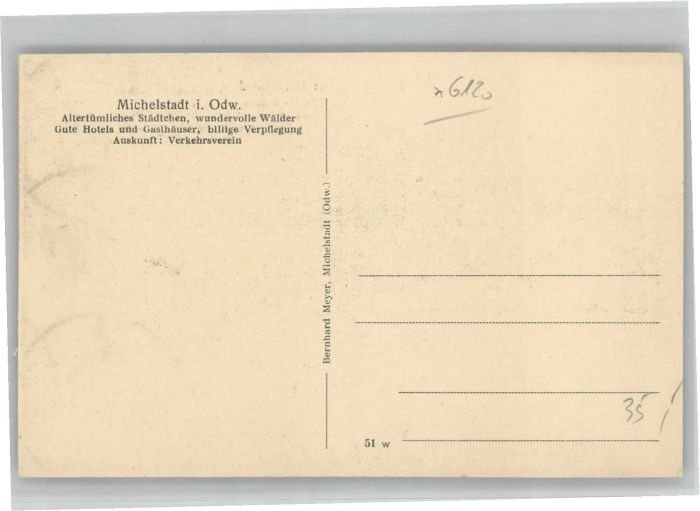 Michelstadt i. Odw.
Altertümliches Städtchen, wundervolle Wälder
Gute Hotels und Gasthäuser, billige Verpflegung
Auskunft: Verkehrsverein
Bernhard Meyer, Michelstadt (Odw.)
*6120
35
51 w